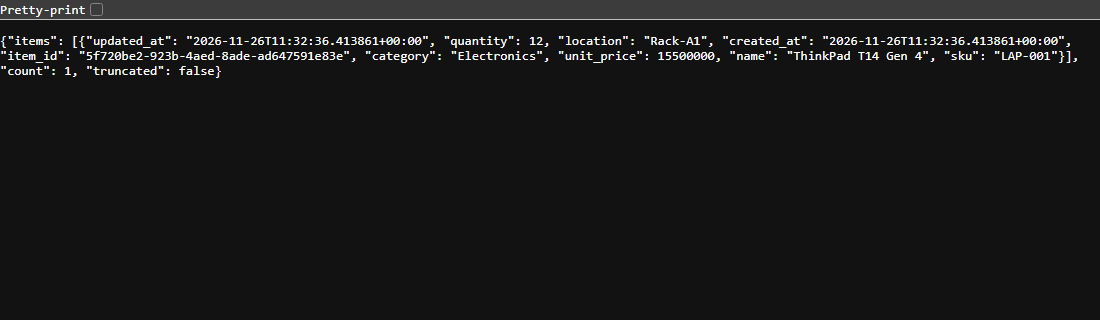 Pretty-print
{"items": [{"updated_at": "2026-11-26T11:32:36.413861+00:00", "quantity": 12, "location": "Rack-A1", "created_at": "2026-11-26T11:32:36.413861+00:00",
"item_id": "5f720be2-923b-4aed-8ade-ad647591e83e", "category": "Electronics", "unit_price": 15500000, "name": "ThinkPad T14 Gen 4", "sku": "LAP-001"}],
"count": 1, "truncated": false}